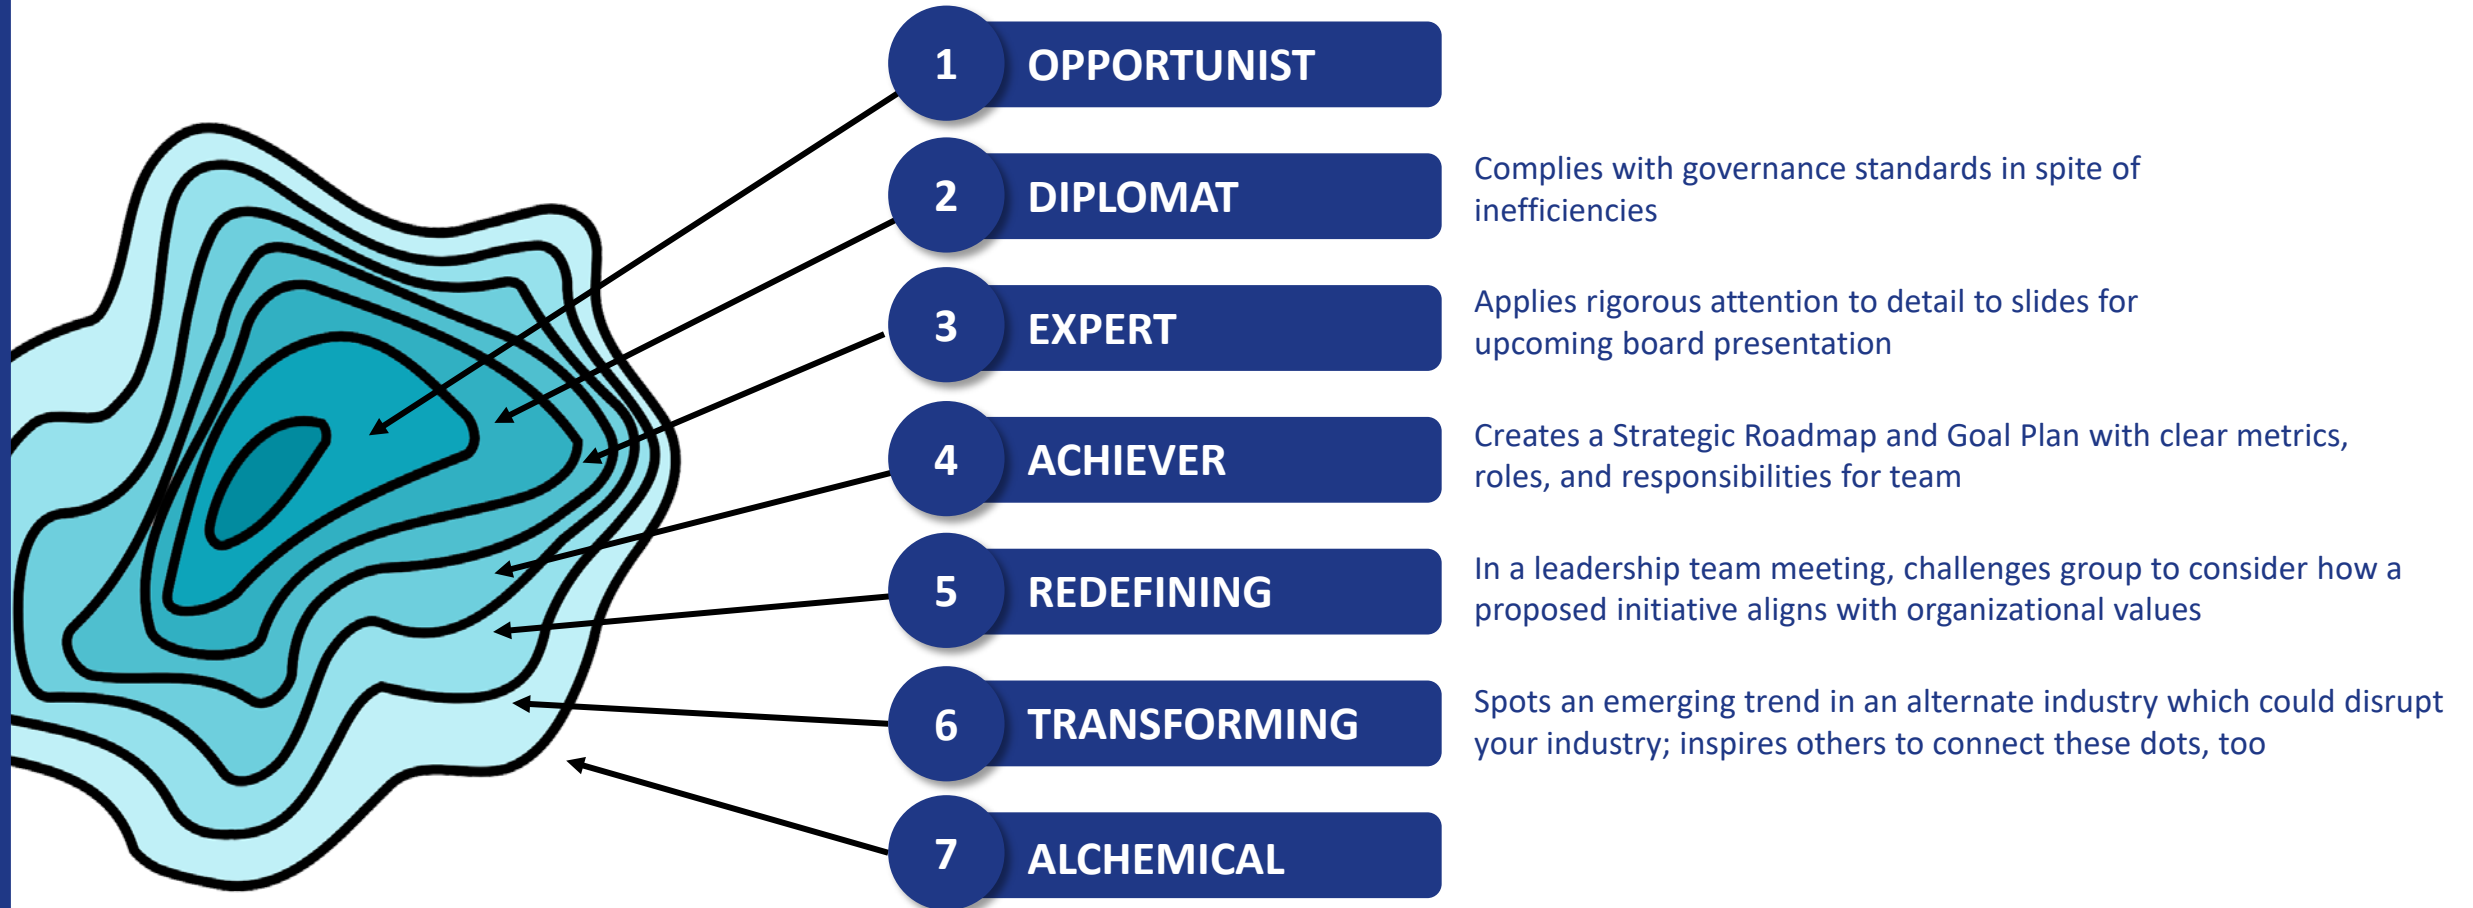 1 OPPORTUNIST
2 DIPLOMAT
Complies with governance standards in spite of
inefficiencies
3 EXPERT
Applies rigorous attention to detail to slides for
upcoming board presentation
4 ACHIEVER
Creates a Strategic Roadmap and Goal Plan with clear metrics,
roles, and responsibilities for team
5 REDEFINING
In a leadership team meeting, challenges group to consider how a
proposed initiative aligns with organizational values
6 TRANSFORMING
Spots an emerging trend in an alternate industry which could disrupt
your industry; inspires others to connect these dots, too
7 ALCHEMICAL